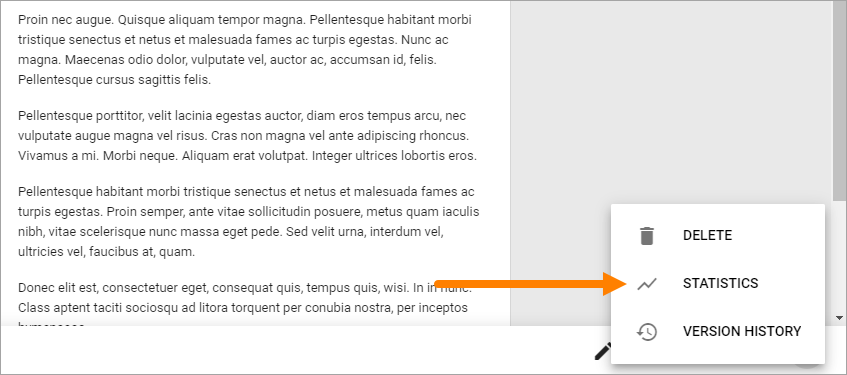 Proin nec augue. Quisque aliquam tempor magna. Pellentesque habitant morbi
tristique senectus et netus et malesuada fames ac turpis egestas. Nunc ac
magna. Maecenas odio dolor, vulputate vel, auctor ac, accumsan id, felis.
Pellentesque cursus sagittis felis.
Pellentesque porttitor, velit lacinia egestas auctor, diam eros tempus arcu, nec
vulputate augue magna vel risus. Cras non magna vel ante adipiscing rhoncus.
Vivamus a mi. Morbi neque. Aliquam erat volutpat. Integer ultrices lobortis eros.
Pellentesque habitant morbi tristique senectus et netus et malesuada fames ac
turpis egestas. Proin semper, ante vitae sollicitudin posuere, metus quam iaculis
nibh, vitae scelerisque nunc massa eget pede. Sed velit urna, interdum vel,
ultricies vel, faucibus at, quam.
Donec elit est, consectetuer eget, consequat quis, tempus quis, wisi. In in nunc.
Class aptent taciti sociosqu ad litora torquent per conubia nostra, per inceptos
DELETE
STATISTICS
VERSION HISTORY